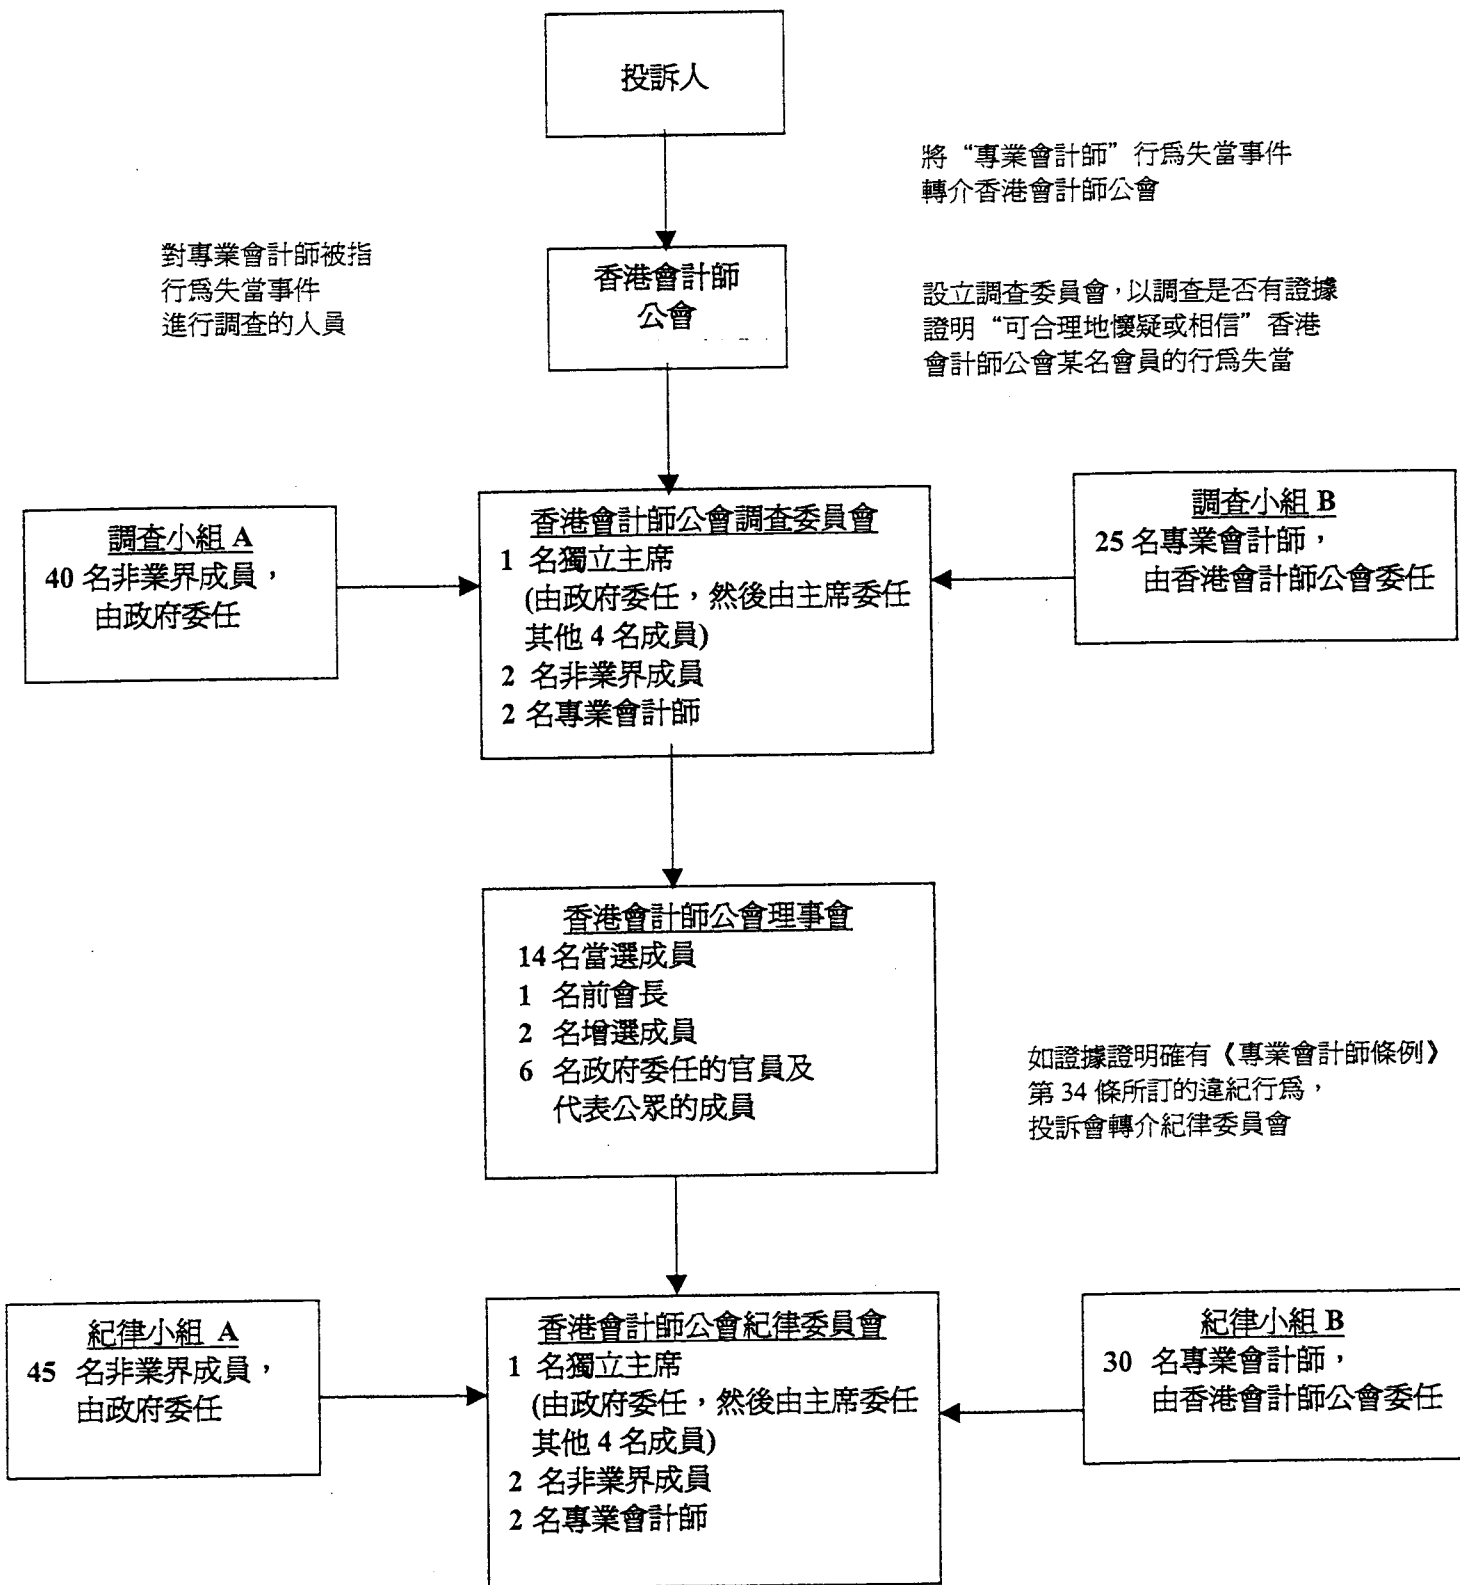 投訴人
將“專業會計師”行爲失當事件
轉介香港會計師公會
對專業會計師被指
行爲失當事件
進行調查的人員
香港會計師
公會
設立調查委員會，以調查是否有證據
證明“可合理地懷疑或相信”香港
會計師公會某名會員的行爲失當
調查小組 A
40 名非業界成員，
由政府委任
香港會計師公會調查委員會
1 名獨立主席
(由政府委任，然後由主席委任
其他 4 名成員)
2 名非業界成員
2 名專業會計師
調查小組 B
25 名專業會計師，
由香港會計師公會委任
香港會計師公會理事會
14 名當選成員
1 名前會長
2 名增選成員
6 名政府委任的官員及
代表公眾的成員
如證據證明確有《專業會計師條例》
第 34 條所訂的違紀行爲，
投訴會轉介紀律委員會
紀律小組 A
45 名非業界成員，
由政府委任
香港會計師公會紀律委員會
1 名獨立主席
(由政府委任，然後由主席委任
其他 4 名成員)
2 名非業界成員
2 名專業會計師
紀律小組 B
30 名專業會計師，
由香港會計師公會委任